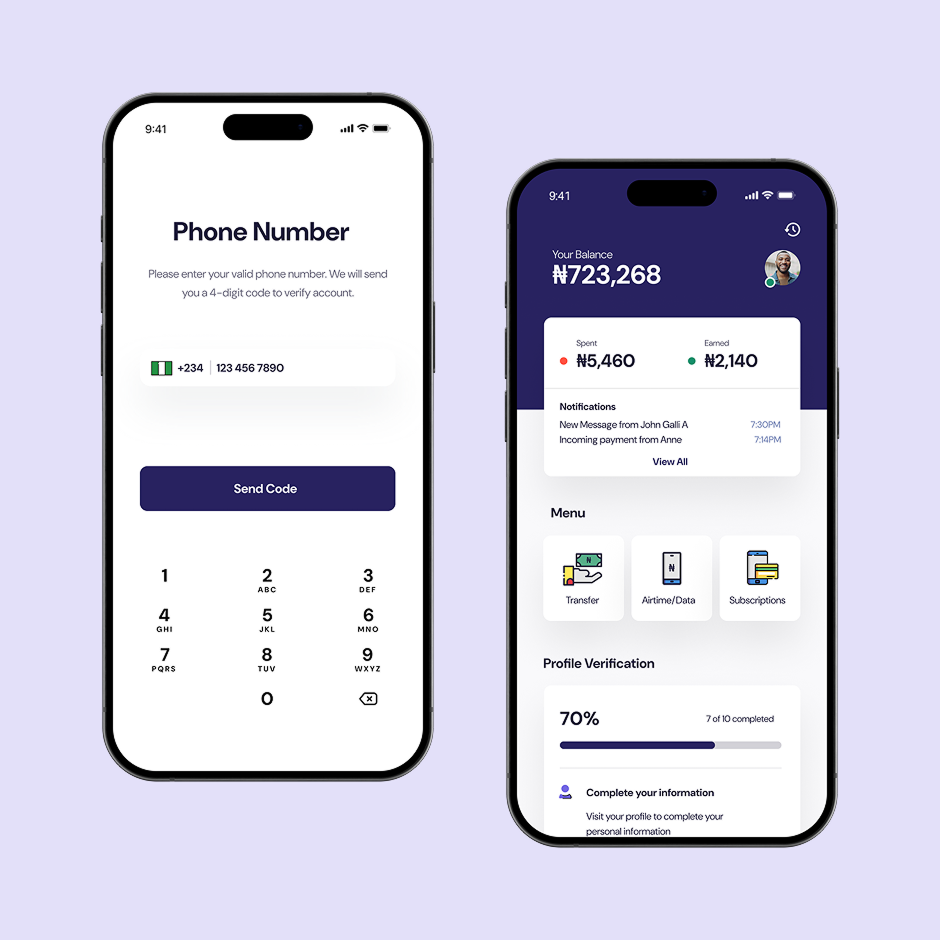 9:41
Phone Number
Please enter your valid phone number. We will send
you a 4-digit code to verify account.
+234 123 456 7890
Send Code
1 2 3
ABC DEF
4 5 6
GHI JKL MNO
7 8 9
PQRS TUV WXYZ
0
9:41
Your Balance
₦723,268
Spent Earned
₦5,460 ₦2,140
Notifications
New Message from John Galli A 7:30PM
Incoming payment from Anne 7:14PM
View All
Menu
N N
Transfer Airtime/Data Subscriptions
Profile Verification
70% 7 of 10 completed
Complete your information
Visit your profile to complete your
personal information